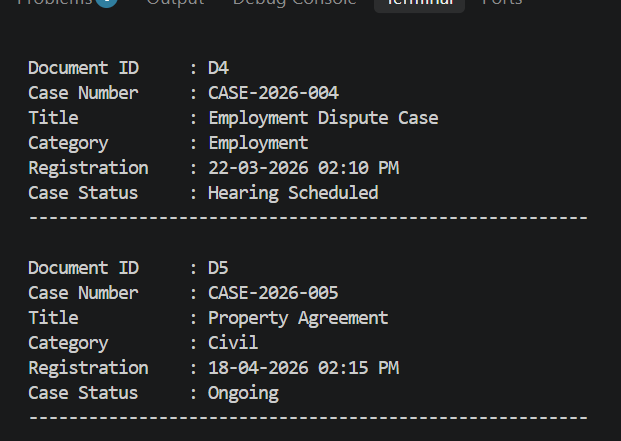 Problems Output Debug Console Terminal Ports
Document ID : D4
Case Number : CASE-2026-004
Title : Employment Dispute Case
Category : Employment
Registration : 22-03-2026 02:10 PM
Case Status : Hearing Scheduled
--------------------------------------------------------
Document ID : D5
Case Number : CASE-2026-005
Title : Property Agreement
Category : Civil
Registration : 18-04-2026 02:15 PM
Case Status : Ongoing
--------------------------------------------------------